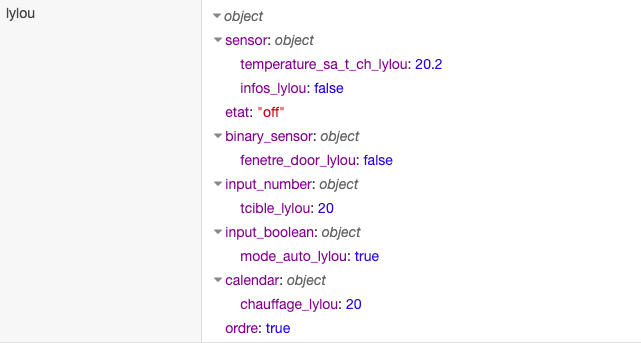 lylou
object
sensor: object
temperature_sa_t_ch_lylou: 20.2
infos_lylou: false
etat: "off"
binary_sensor: object
fenetre_door_lylou: false
input_number: object
tcible_lylou: 20
input_boolean: object
mode_auto_lylou: true
calendar: object
chauffage_lylou: 20
ordre: true